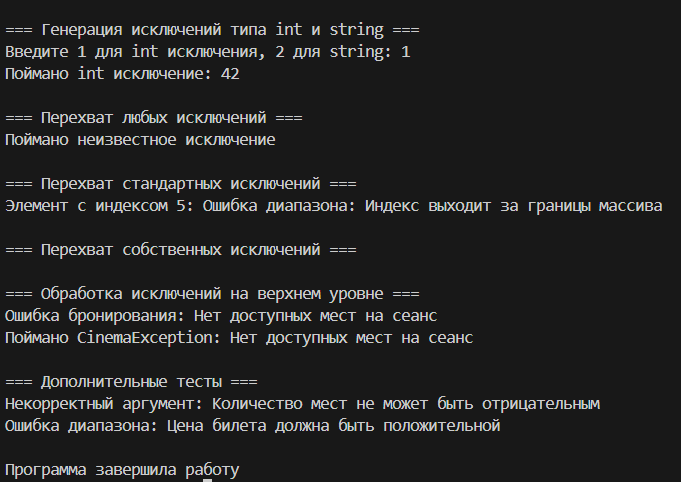 === Генерация исключений типа int и string ===
Введите 1 для int исключения, 2 для string: 1
Поймано int исключение: 42
=== Перехват любых исключений ===
Поймано неизвестное исключение
=== Перехват стандартных исключений ===
Элемент с индексом 5: Ошибка диапазона: Индекс выходит за границы массива
=== Перехват собственных исключений ===
=== Обработка исключений на верхнем уровне ===
Ошибка бронирования: Нет доступных мест на сеанс
Поймано CinemaException: Нет доступных мест на сеанс
=== Дополнительные тесты ===
Некорректный аргумент: Количество мест не может быть отрицательным
Ошибка диапазона: Цена билета должна быть положительной
Программа завершила работу